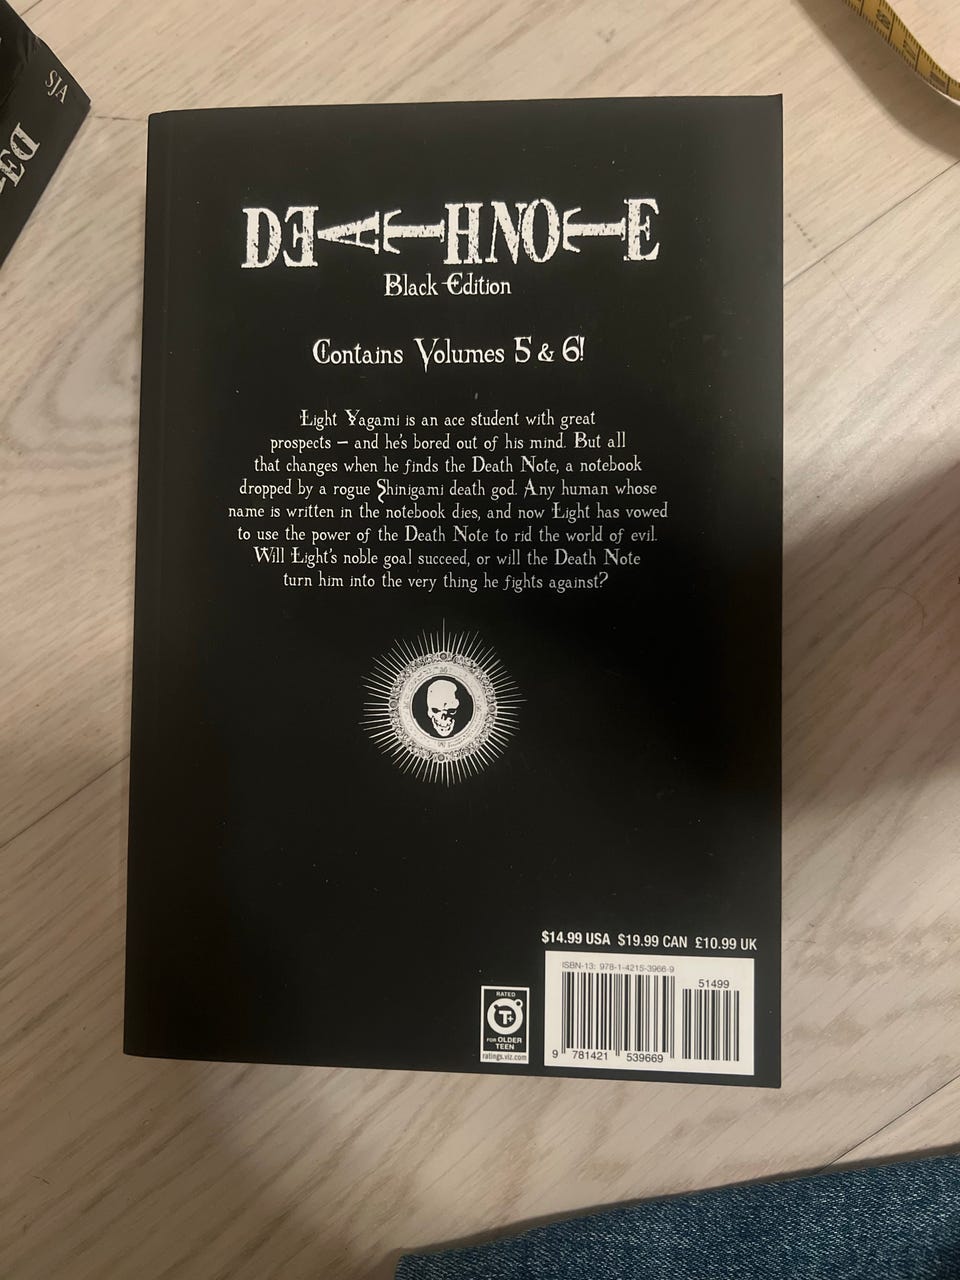 SJA
DE
DEATHNOTE
Black Edition
Contains Volumes 5 & 6!
Light Yagami is an ace student with great
prospects – and he's bored out of his mind. But all
that changes when he finds the Death Note, a notebook
dropped by a rogue Shinigami death god. Any human whose
name is written in the notebook dies, and now Light has vowed
to use the power of the Death Note to rid the world of evil.
Will Light's noble goal succeed, or will the Death Note
turn him into the very thing he fights against?
$14.99 USA $19.99 CAN £10.99 UK
ISBN-13: 978-1-4215-3966-9
51499
9 781421 539669
RATED
T+
FOR OLDER
TEEN
ratings.viz.com